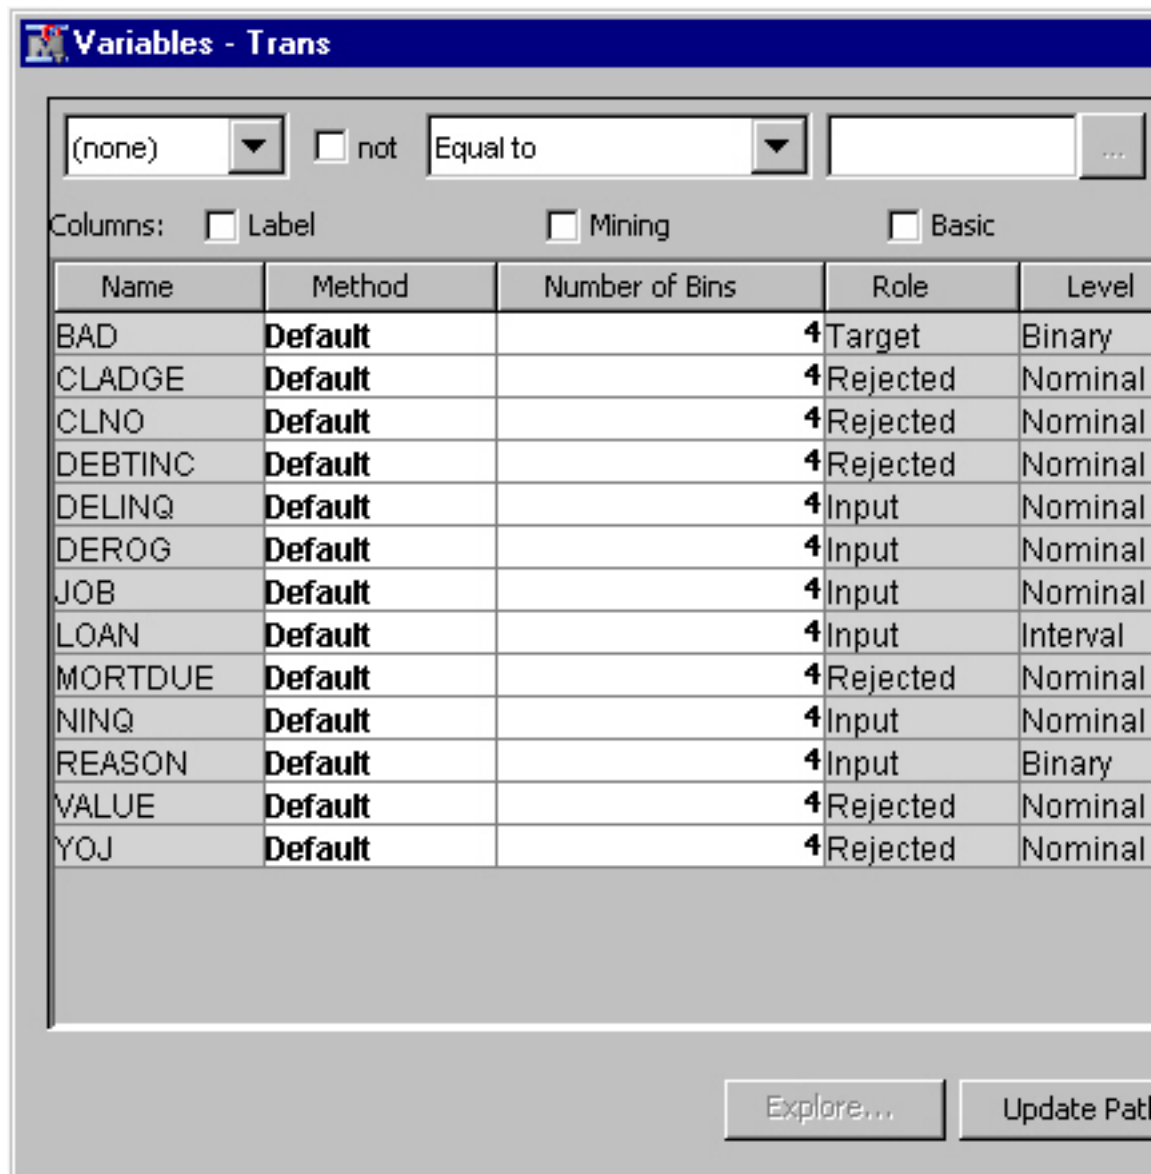 Variables - Trans
(none) not Equal to ...
Columns: Label Mining Basic
Name Method Number of Bins Role Level
BAD Default 4 Target Binary
CLADGE Default 4 Rejected Nominal
CLNO Default 4 Rejected Nominal
DEBTINC Default 4 Rejected Nominal
DELINQ Default 4 Input Nominal
DEROG Default 4 Input Nominal
JOB Default 4 Input Nominal
LOAN Default 4 Input Interval
MORTDUE Default 4 Rejected Nominal
NINQ Default 4 Input Nominal
REASON Default 4 Input Binary
VALUE Default 4 Rejected Nominal
YOJ Default 4 Rejected Nominal
Explore... Update Pat